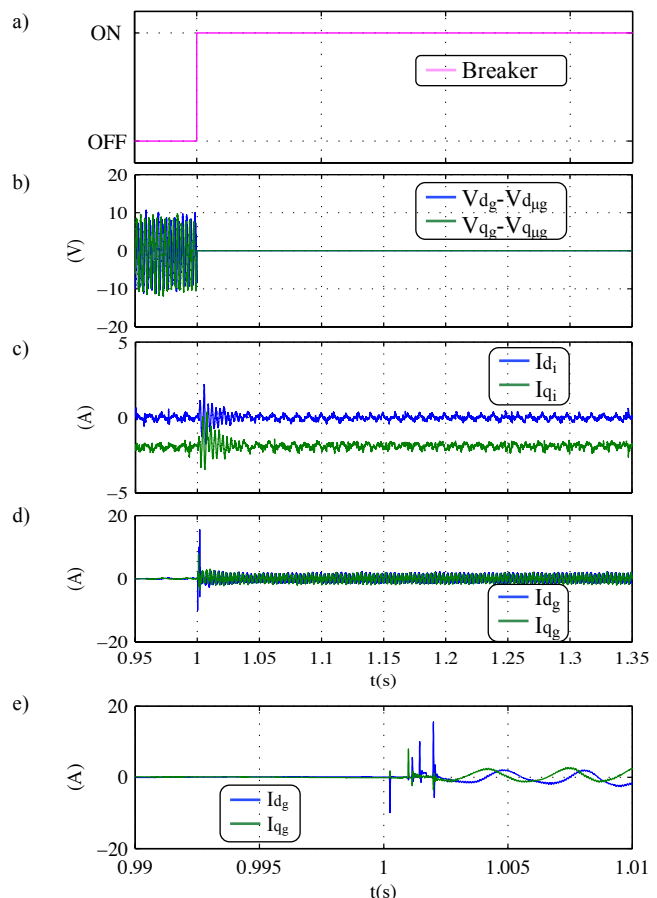 a)
ON
OFF
Breaker
b)
20
10
0
−10
−20
(V)
Vdg-Vdμg
Vqg-Vqμg
c)
5
0
−5
(A)
Idi
Iqi
d)
20
0
−20
(A)
Idg
Iqg
0.95 1 1.05 1.1 1.15 1.2 1.25 1.3 1.35
t(s)
e)
20
0
−20
(A)
Idg
Iqg
0.99 0.995 1 1.005 1.01
t(s)